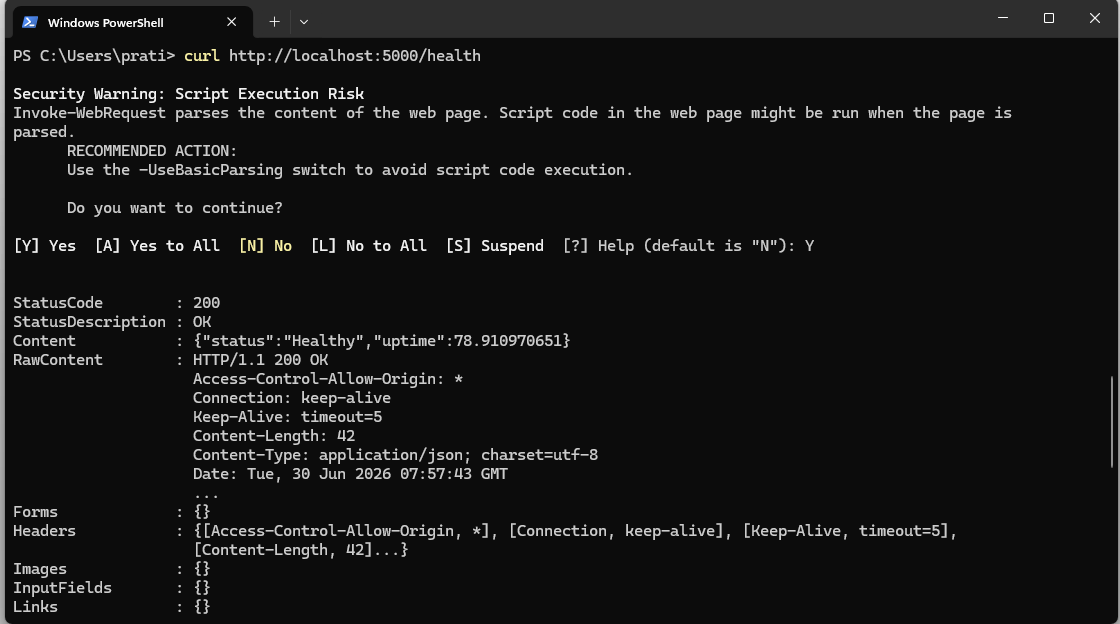 Windows PowerShell
PS C:\Users\prati> curl http://localhost:5000/health
Security Warning: Script Execution Risk
Invoke-WebRequest parses the content of the web page. Script code in the web page might be run when the page is
parsed.
      RECOMMENDED ACTION:
      Use the -UseBasicParsing switch to avoid script code execution.
      Do you want to continue?
[Y] Yes  [A] Yes to All  [N] No  [L] No to All  [S] Suspend  [?] Help (default is "N"): Y
StatusCode        : 200
StatusDescription : OK
Content           : {"status":"Healthy","uptime":78.910970651}
RawContent        : HTTP/1.1 200 OK
                    Access-Control-Allow-Origin: *
                    Connection: keep-alive
                    Keep-Alive: timeout=5
                    Content-Length: 42
                    Content-Type: application/json; charset=utf-8
                    Date: Tue, 30 Jun 2026 07:57:43 GMT
                    ...
Forms             : {}
Headers           : {[Access-Control-Allow-Origin, *], [Connection, keep-alive], [Keep-Alive, timeout=5],
                    [Content-Length, 42]...}
Images            : {}
InputFields       : {}
Links             : {}